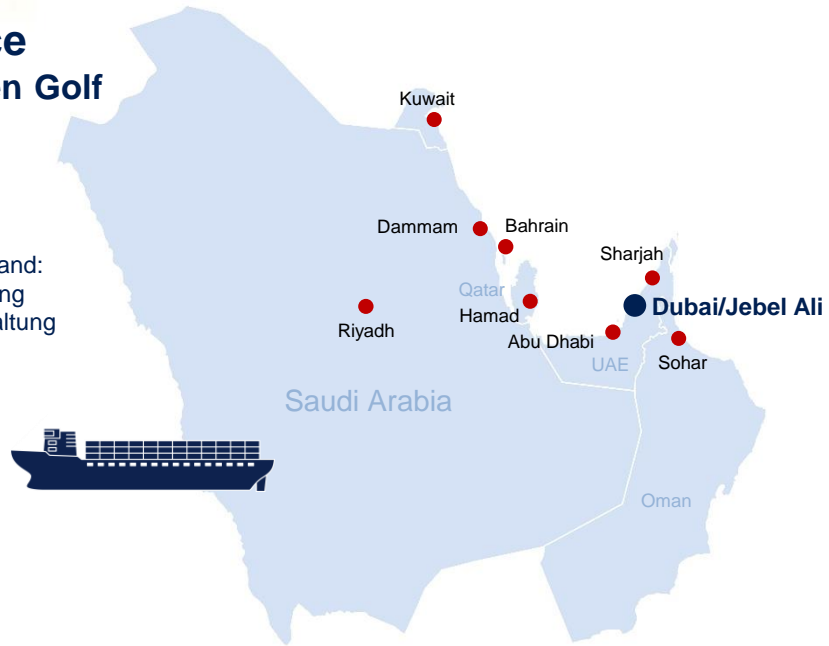 ce
n Golf
Kuwait
Dammam
Bahrain
Sharjah
and:
ng
altung
Qatar
Hamad
Dubai/Jebel Ali
Riyadh
Abu Dhabi
UAE
Sohar
Saudi Arabia
Oman